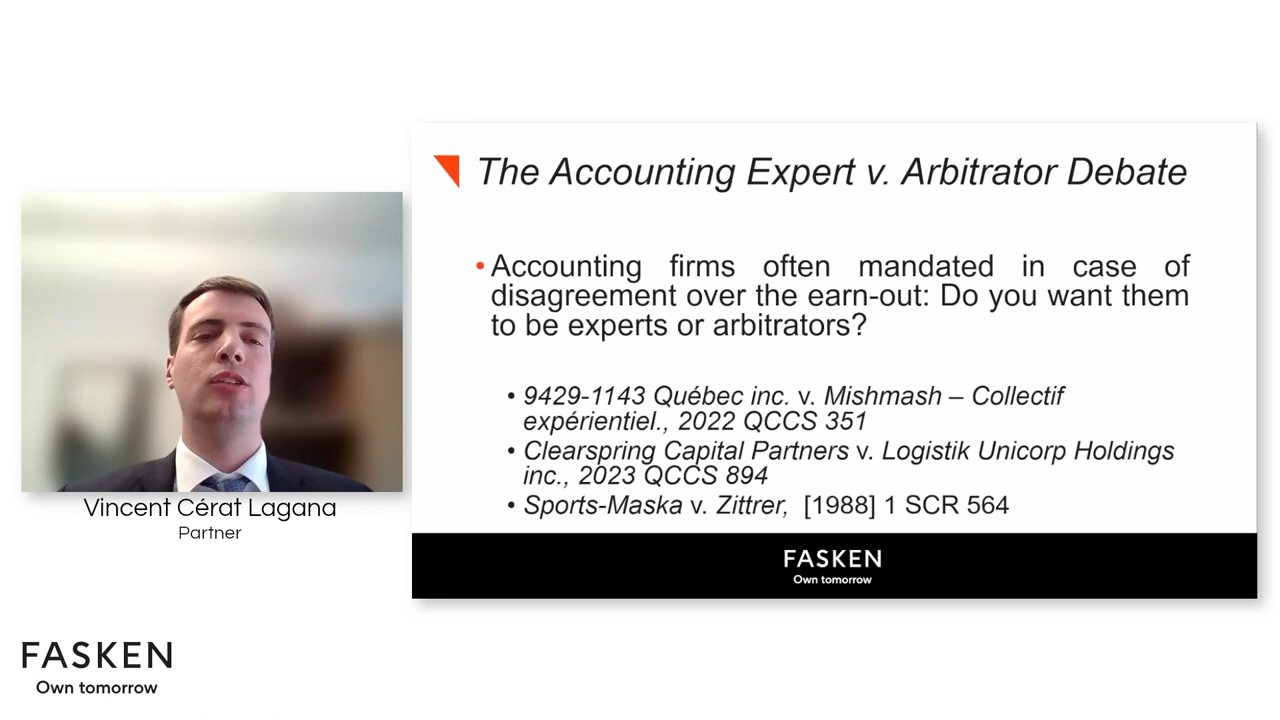 The Accounting Expert v. Arbitrator Debate
• Accounting firms often mandated in case of
disagreement over the earn-out: Do you want them
to be experts or arbitrators?
• 9429-1143 Québec inc. v. Mishmash – Collectif
expérientiel., 2022 QCCS 351
• Clearspring Capital Partners v. Logistik Unicorp Holdings
inc., 2023 QCCS 894
• Sports-Maska v. Zittrer, [1988] 1 SCR 564
FASKEN
Own tomorrow
Vincent Cérat Lagana
Partner
FASKEN
Own tomorrow